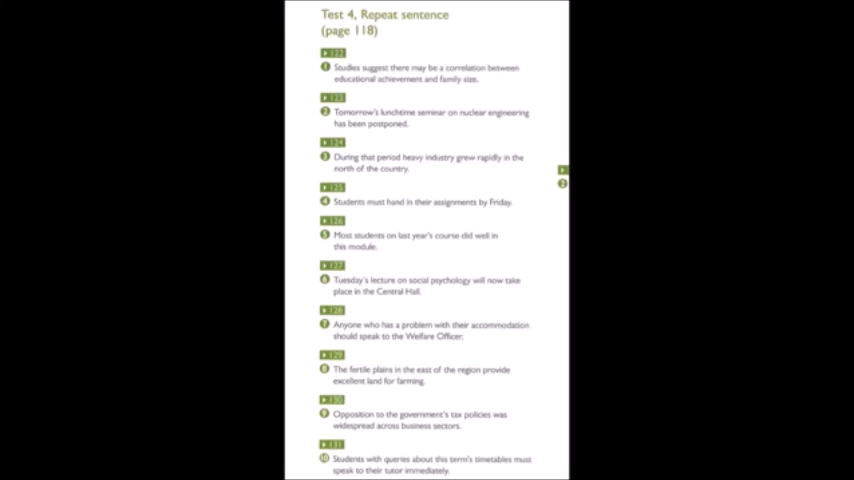 Test 4, Repeat sentence
(page 118)
122
1 Studies suggest there may be a correlation between
educational achievement and family size.
123
2 Tomorrow's lunchtime seminar on nuclear engineering
has been postponed.
124
3 During that period heavy industry grew rapidly in the
north of the country.
125
4 Students must hand in their assignments by Friday.
126
5 Most students on last year's course did well in
this module.
127
6 Tuesday's lecture on social psychology will now take
place in the Central Hall.
128
7 Anyone who has a problem with their accommodation
should speak to the Welfare Officer.
129
8 The fertile plains in the east of the region provide
excellent land for farming.
130
9 Opposition to the government's tax policies was
widespread across business sectors.
131
10 Students with queries about this term's timetables must
speak to their tutor immediately.
2